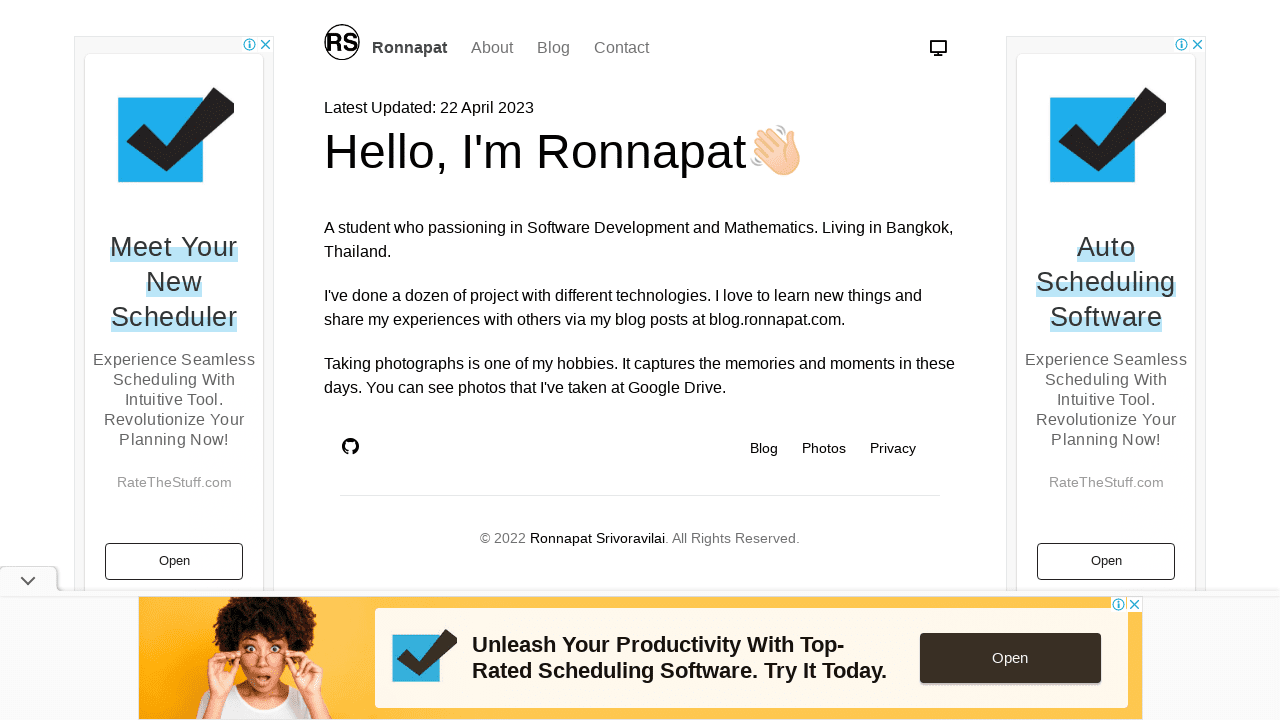 RS
Ronnapat About Blog Contact
Latest Updated: 22 April 2023
Hello, I'm Ronnapat👋🏻
A student who passioning in Software Development and Mathematics. Living in Bangkok,
Thailand.
I've done a dozen of project with different technologies. I love to learn new things and
share my experiences with others via my blog posts at blog.ronnapat.com.
Taking photographs is one of my hobbies. It captures the memories and moments in these
days. You can see photos that I've taken at Google Drive.
Blog Photos Privacy
© 2022 Ronnapat Srivoravilai. All Rights Reserved.
Meet Your
New
Scheduler
Experience Seamless
Scheduling With
Intuitive Tool.
Revolutionize Your
Planning Now!
RateTheStuff.com
Open
Auto
Scheduling
Software
Experience Seamless
Scheduling With
Intuitive Tool.
Revolutionize Your
Planning Now!
RateTheStuff.com
Open
Unleash Your Productivity With Top-
Rated Scheduling Software. Try It Today.
Open